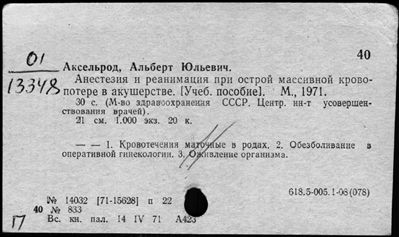 01
13348
40
Аксельрод, Альберт Юльевич.
Анестезия и реанимация при острой массивной крово-
потере в акушерстве. [Учеб. пособие]. М., 1971.
30 с. (М-во здравоохранения СССР. Центр. ин-т усовершен-
ствования врачей).
21 см. 1.000 экз. 20 к.
— — 1. Кровотечения маточные в родах. 2. Обезболивание в
оперативной гинекологии. 3. Оживление организма.
618.5-005.1-08(078)
№ 14032 [71-15628] п 22
40 № 833
Вс. кн. пал. 14 IV 71 А423
П